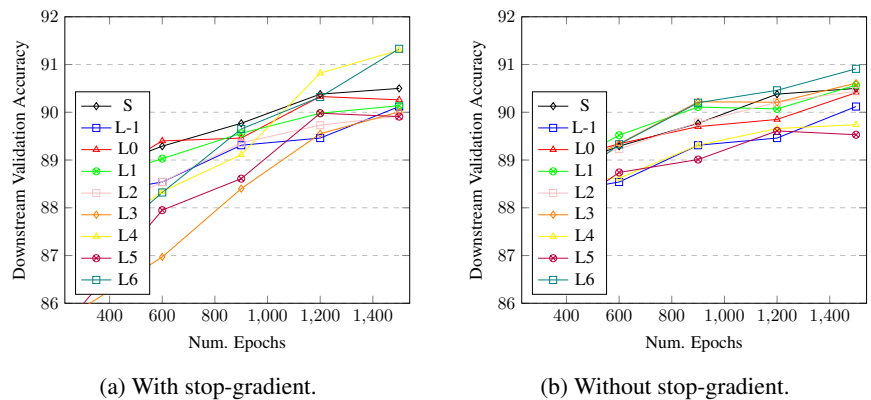 92
91
90
89
88
87
86
Downstream Validation Accuracy
S
L-1
L0
L1
L2
L3
L4
L5
L6
400 600 800 1,000 1,200 1,400
Num. Epochs
(a) With stop-gradient.
92
91
90
89
88
87
86
Downstream Validation Accuracy
S
L-1
L0
L1
L2
L3
L4
L5
L6
400 600 800 1,000 1,200 1,400
Num. Epochs
(b) Without stop-gradient.